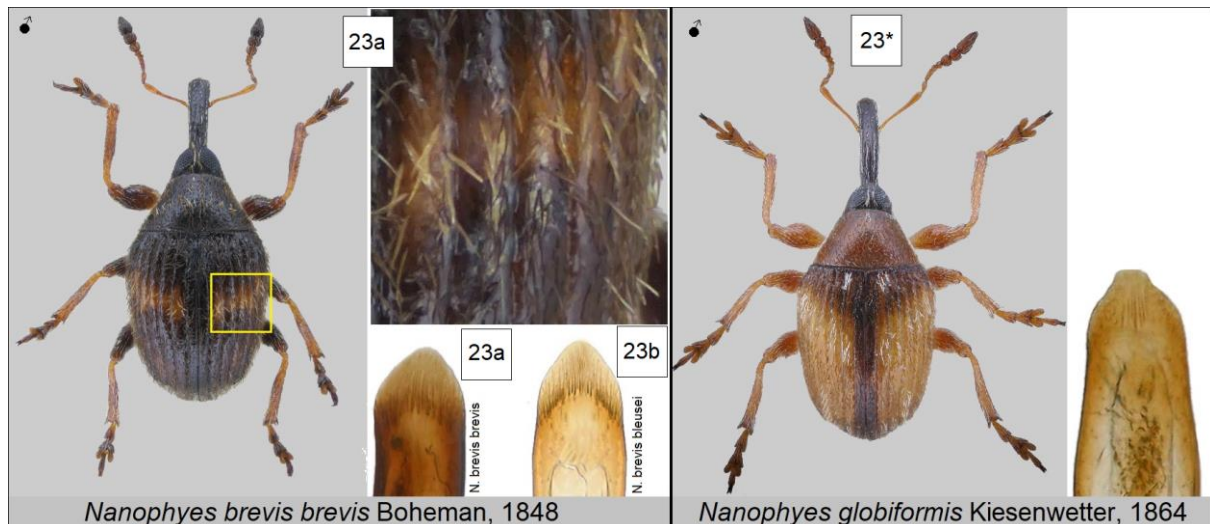 ♂
23a
23a
N. brevis brevis
23b
N. brevis bleusei
Nanophyes brevis brevis Boheman, 1848
♂
23*
Nanophyes globiformis Kiesenwetter, 1864